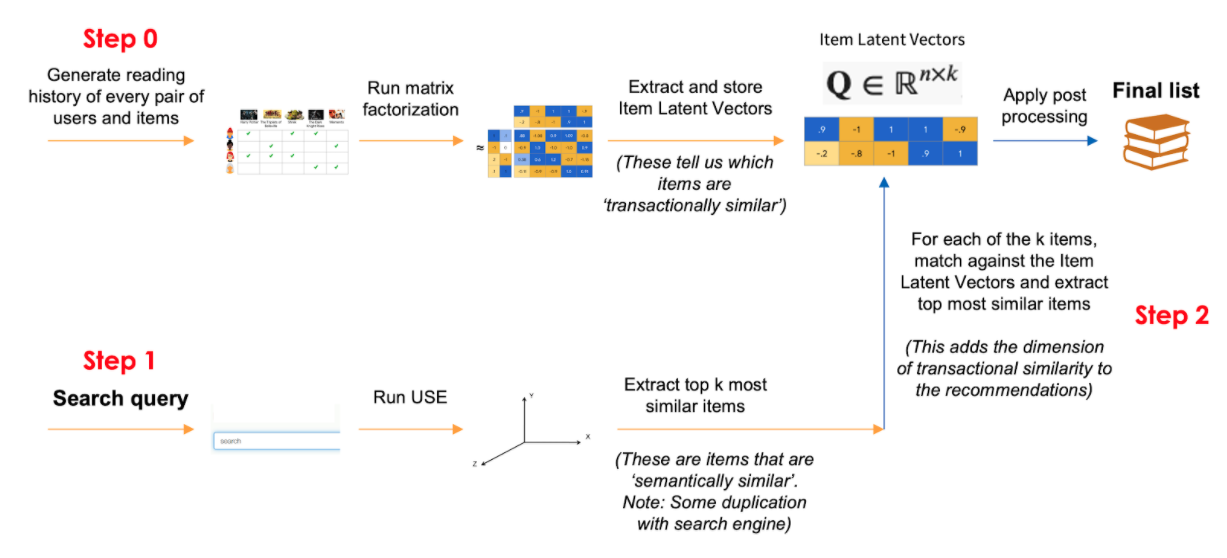 Step 0
Generate reading
history of every pair of
users and items
Run matrix
factorization
≈
Extract and store
Item Latent Vectors
(These tell us which
items are
‘transactionally similar’)
Item Latent Vectors
Q ∈ ℝn×k
.9 -1 1 1 -.9
-.2 -.8 -1 .9 1
Apply post
processing
Final list
For each of the k items,
match against the Item
Latent Vectors and extract
top most similar items
(This adds the dimension
of transactional similarity to
the recommendations)
Step 2
Step 1
Search query
search
Run USE
Y
X
Z
Extract top k most
similar items
(These are items that are
‘semantically similar’.
Note: Some duplication
with search engine)